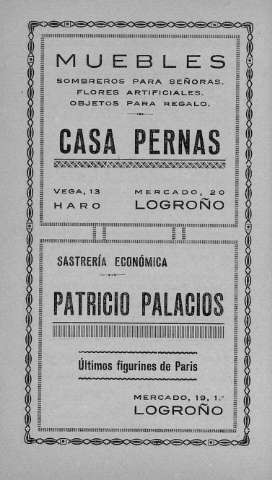 MUEBLES
SOMBREROS PARA SEÑORAS.
FLORES ARTIFICIALES.
OBJETOS PARA REGALO.
CASA PERNAS
VEGA, 13 MERCADO, 20
HARO LOGROÑO
SASTRERÍA ECONÓMICA
PATRICIO PALACIOS
Últimos figurines de Paris
MERCADO, 19, 1.º
LOGROÑO